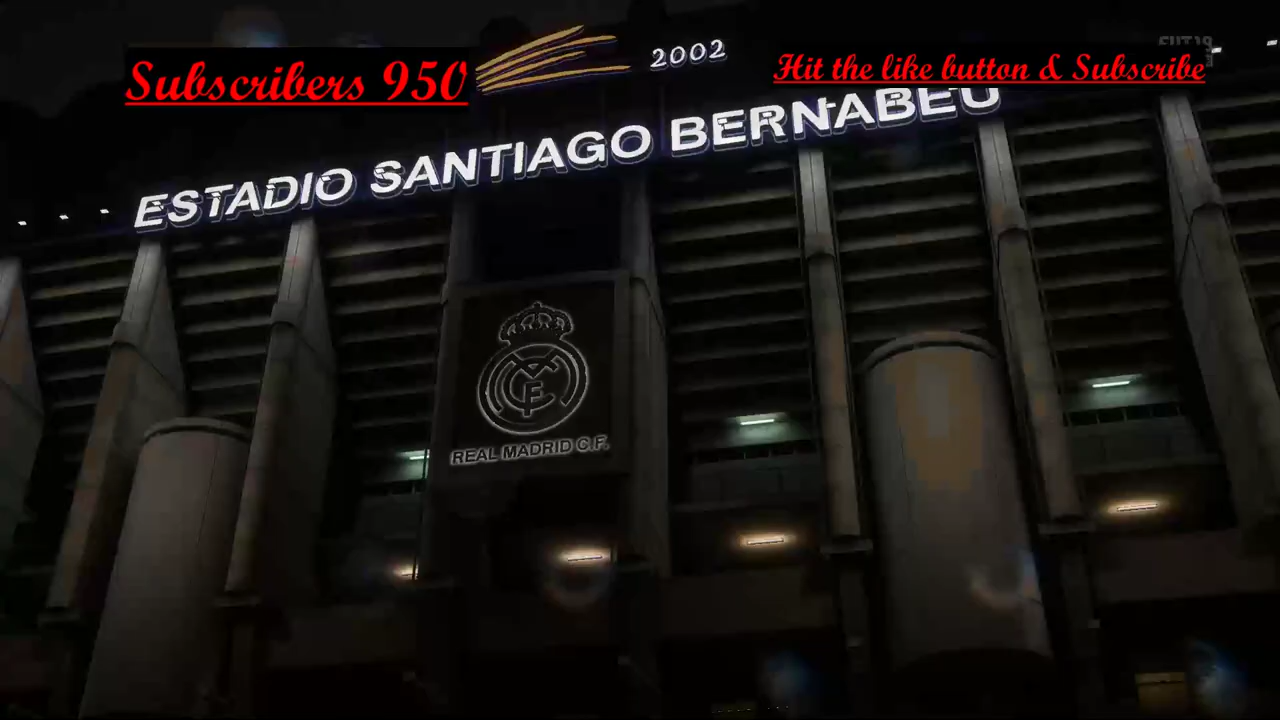 Subscribers 950
2002
Hit the like button & Subscribe
ESTADIO SANTIAGO BERNABEU
REAL MADRID C.F.